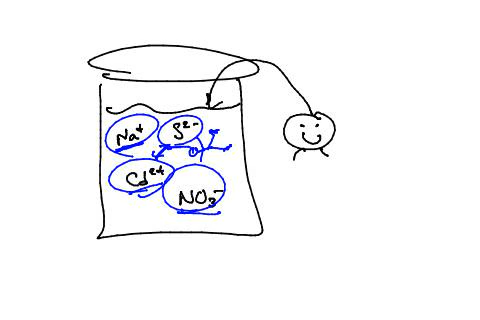 Na⁺ S²⁻
Cd²⁺
NO₃⁻